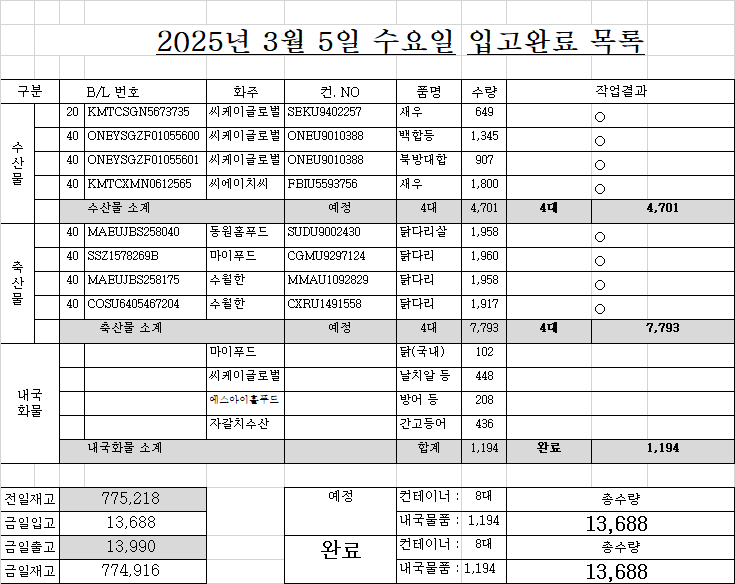 2025년 3월 5일 수요일 입고완료 목록
구분 B/L 번호 화주 컨. NO 품명 수량 작업결과
수산물
20 KMTCSGN5673735 씨케이글로벌 SEKU9402257 새우 649 ○
40 ONEYSGZF01055600 씨케이글로벌 ONEU9010388 백합등 1,345 ○
40 ONEYSGZF01055601 씨케이글로벌 ONEU9010388 북방대합 907 ○
40 KMTCXMN0612565 씨에이치씨 FBIU5593756 새우 1,800 ○
수산물 소계 예정 4대 4,701 4대 4,701
축산물
40 MAEUJBS258040 동원홈푸드 SUDU9002430 닭다리살 1,958 ○
40 SSZ1578269B 마이푸드 CGMU9297124 닭다리 1,960 ○
40 MAEUJBS258175 수월한 MMAU1092829 닭다리 1,958 ○
40 COSU6405467204 수월한 CXRU1491558 닭다리 1,917 ○
축산물 소계 예정 4대 7,793 4대 7,793
내국화물
마이푸드 닭(국내) 102
씨케이글로벌 날치알 등 448
에스아이홀푸드 방어 등 208
자갈치수산 간고등어 436
내국화물 소계 합계 1,194 완료 1,194
전일재고 775,218 예정 컨테이너 : 8대 총수량
금일입고 13,688 내국물품 : 1,194 13,688
금일출고 13,990 완료 컨테이너 : 8대 총수량
금일재고 774,916 내국물품 : 1,194 13,688